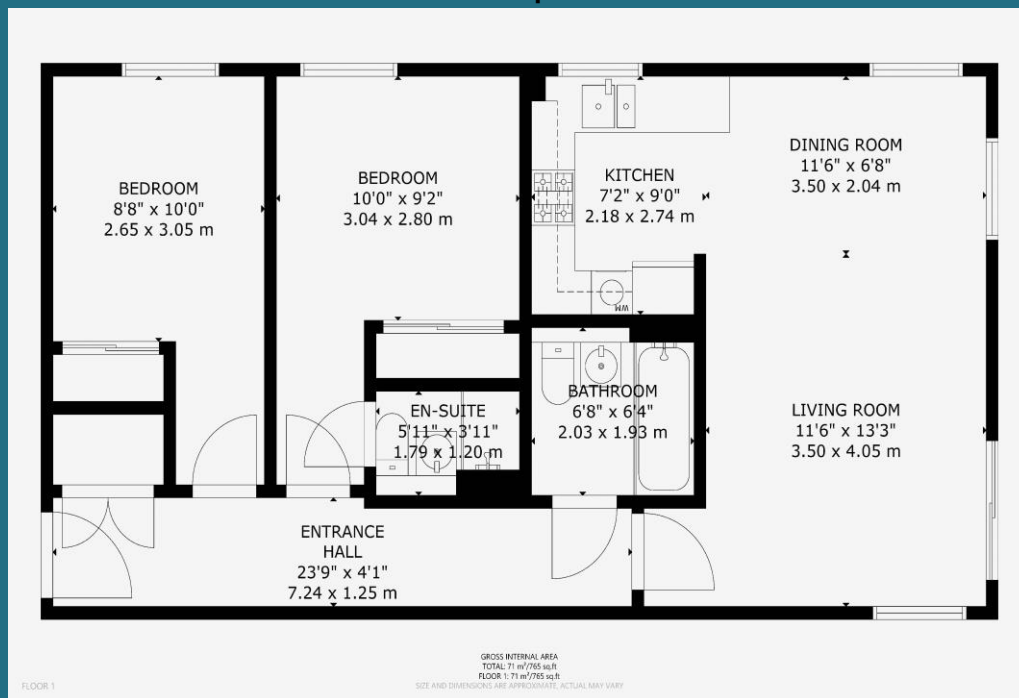 BEDROOM
8'8" x 10'0"
2.65 x 3.05 m
BEDROOM
10'0" x 9'2"
3.04 x 2.80 m
KITCHEN
7'2" x 9'0"
2.18 x 2.74 m
DINING ROOM
11'6" x 6'8"
3.50 x 2.04 m
WM
EN-SUITE
5'11" x 3'11"
1.79 x 1.20 m
BATHROOM
6'8" x 6'4"
2.03 x 1.93 m
LIVING ROOM
11'6" x 13'3"
3.50 x 4.05 m
ENTRANCE
HALL
23'9" x 4'1"
7.24 x 1.25 m
GROSS INTERNAL AREA
TOTAL: 71 m²/765 sq.ft
FLOOR 1: 71 m²/765 sq.ft
SIZE AND DIMENSIONS ARE APPROXIMATE, ACTUAL MAY VARY
FLOOR 1